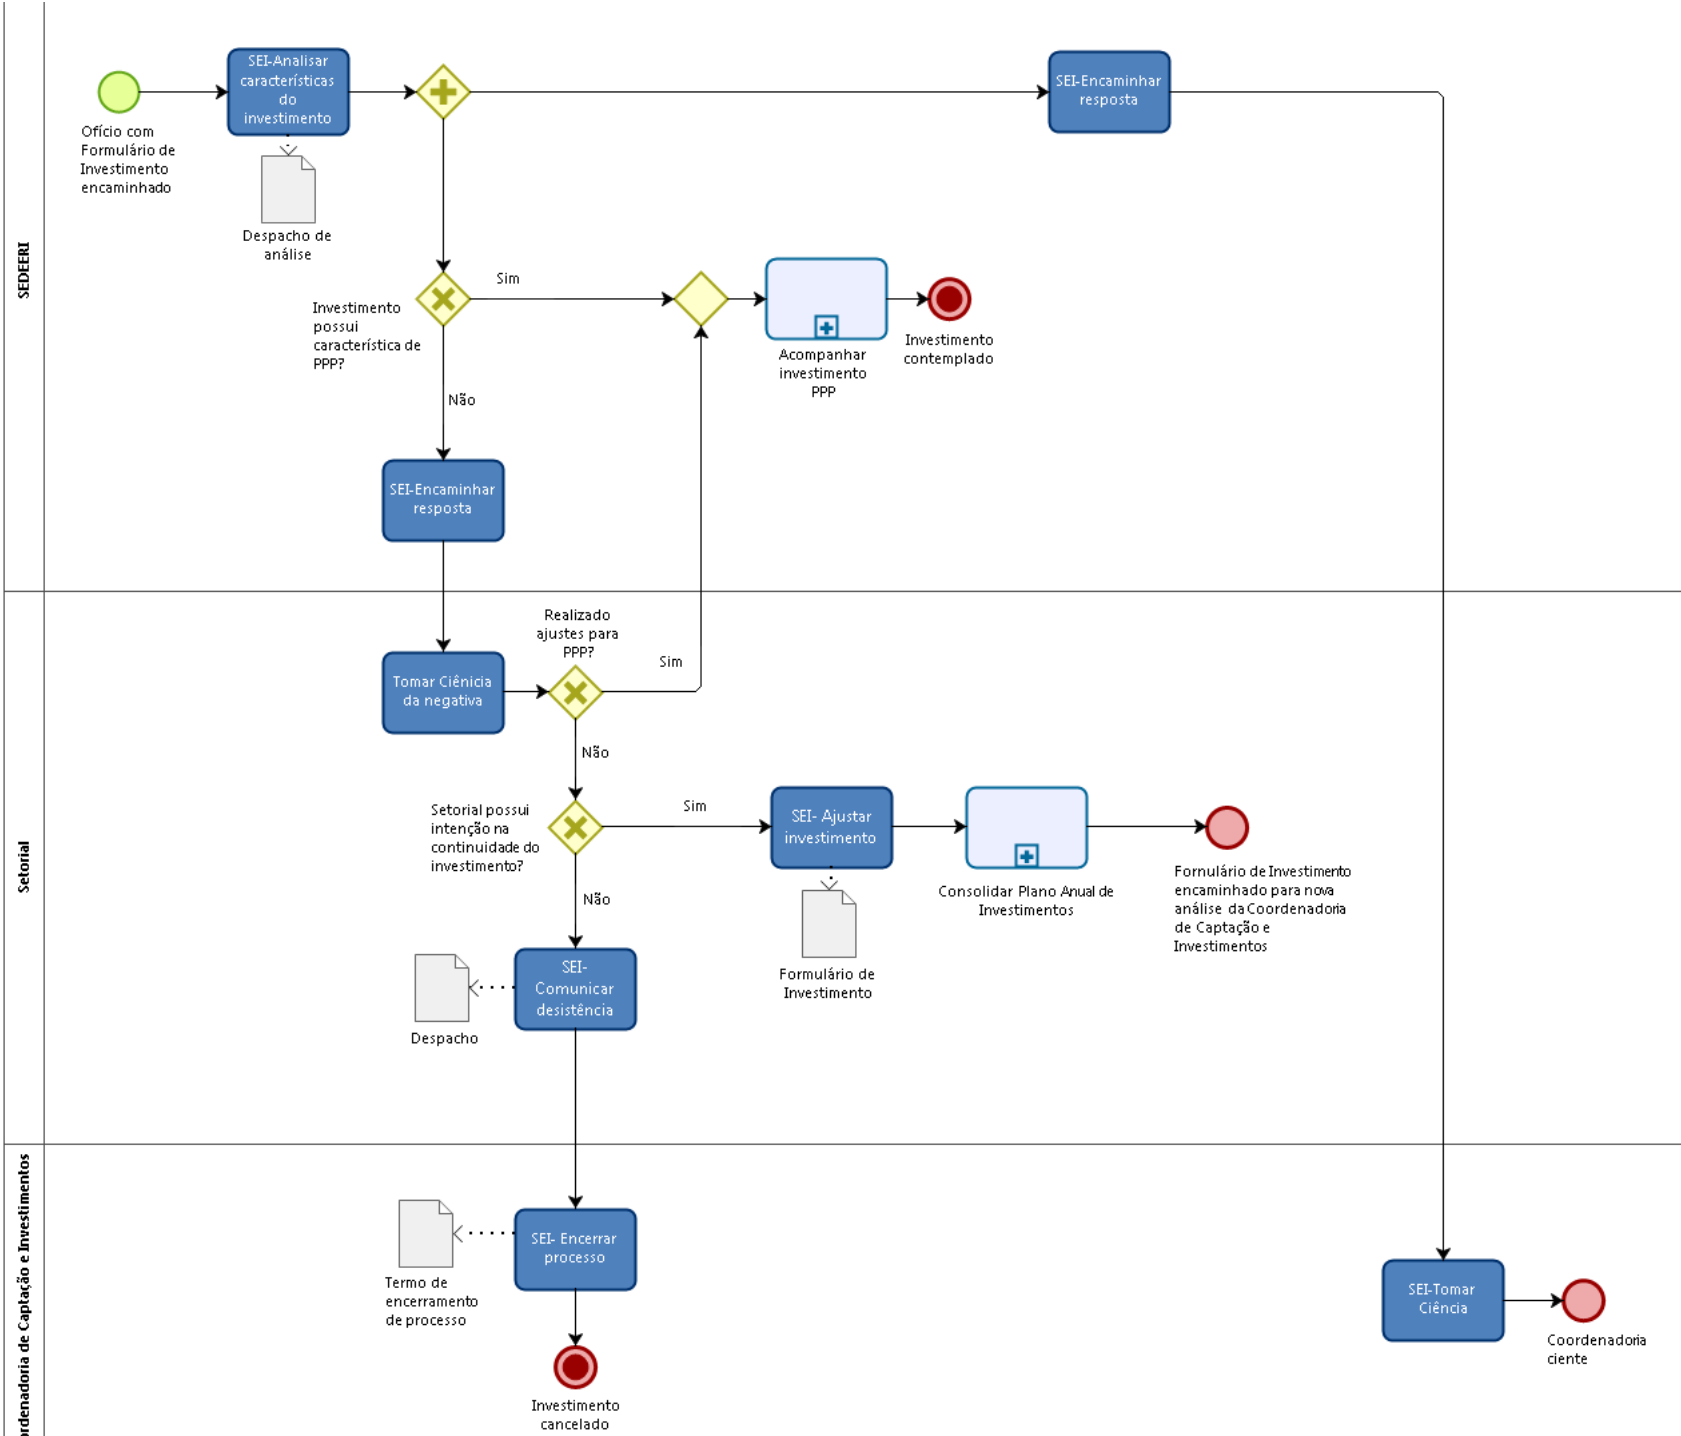 SEDEERI
SEI-Analisar
características
do
investimento
SEI-Encaminhar
resposta
Ofício com
Formulário de
Investimento
encaminhado
Despacho de
análise
Sim
Investimento
possui
característica de
PPP?
Investimento
contemplado
Acompanhar
investimento
PPP
Não
SEI-Encaminhar
resposta
Setorial
Realizado
ajustes para
PPP?
Sim
Tomar Ciênicia
da negativa
Não
Setorial possui
intenção na
continuidade do
investimento?
Sim
SEI- Ajustar
investimento
Consolidar Plano Anual de
Investimentos
Fornulário de Investimento
encaminhado para nova
análise da Coordenadoria
de Captação e
Investimentos
Não
Formulário de
Investimento
SEI-
Comunicar
desistência
Despacho
rdenadoria de Captação e Investimentos
SEI- Encerrar
processo
Termo de
encerramento
de processo
SEI-Tomar
Ciência
Coordenadoria
ciente
Investimento
cancelado